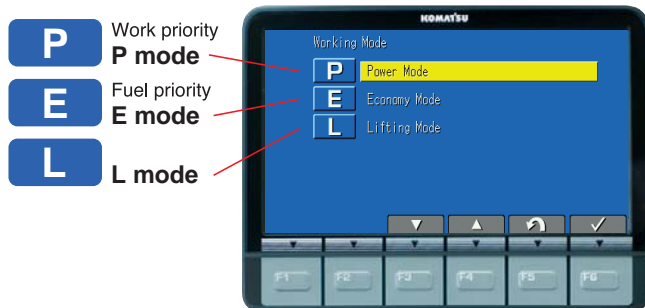 KOMATSU
P
Work priority
P mode
E
Fuel priority
E mode
L
L mode
Working Mode
P Power Mode
E Economy Mode
L Lifting Mode
F1 F2 F3 F4 F5 F6